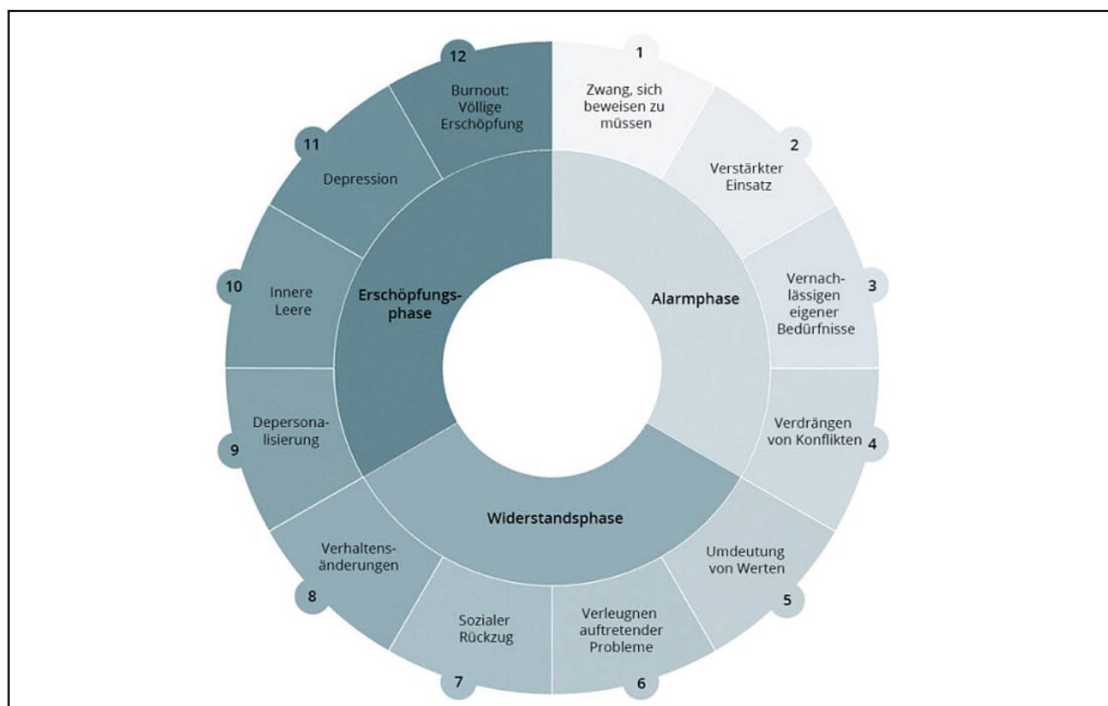 1
Zwang, sich
beweisen zu
müssen
2
Verstärkter
Einsatz
3
Vernach-
lässigen
eigener
Bedürfnisse
4
Verdrängen
von Konflikten
5
Umdeutung
von Werten
6
Verleugnen
auftretender
Probleme
7
Sozialer
Rückzug
8
Verhaltens-
änderungen
9
Depersona-
lisierung
10
Innere
Leere
11
Depression
12
Burnout:
Völlige
Erschöpfung
Alarmphase
Widerstandsphase
Erschöpfungs-
phase